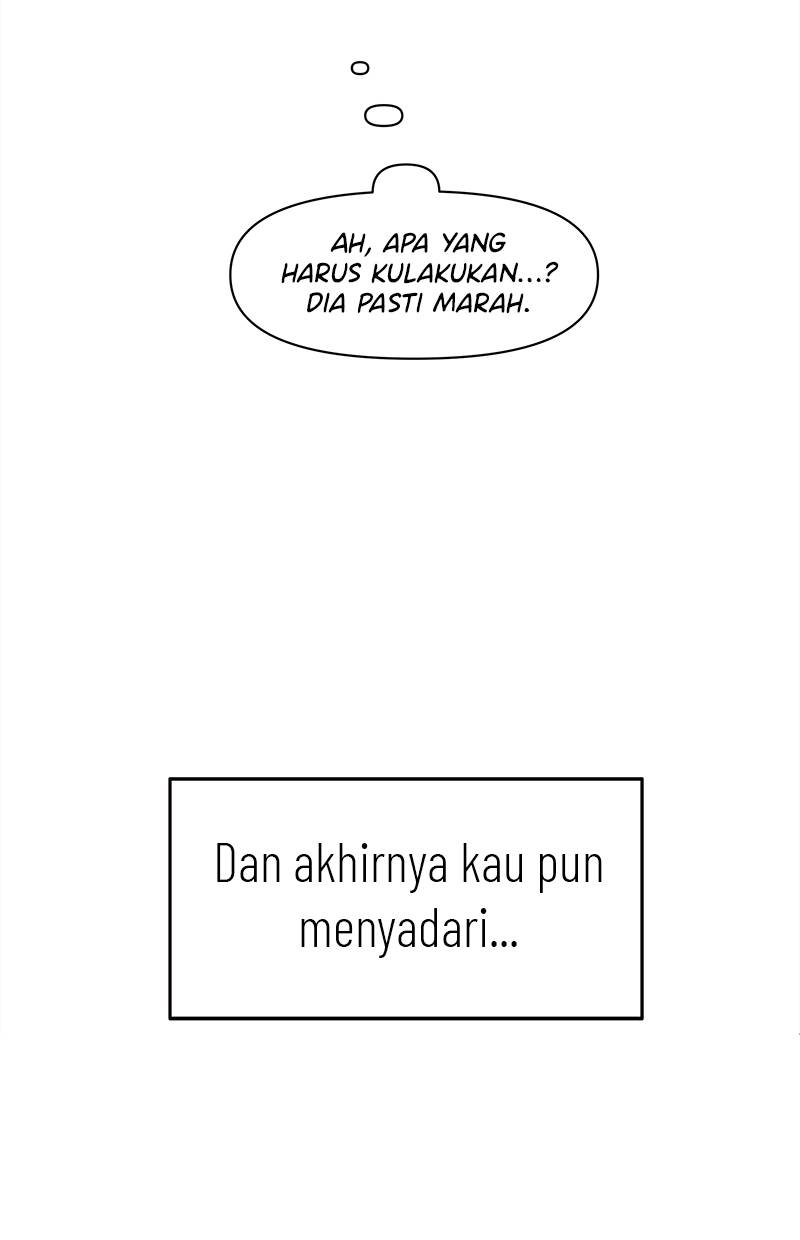 AH, APA YANG
HARUS KULAKUKAN...?
DIA PASTI MARAH.
Dan akhirnya kau pun
menyadari...